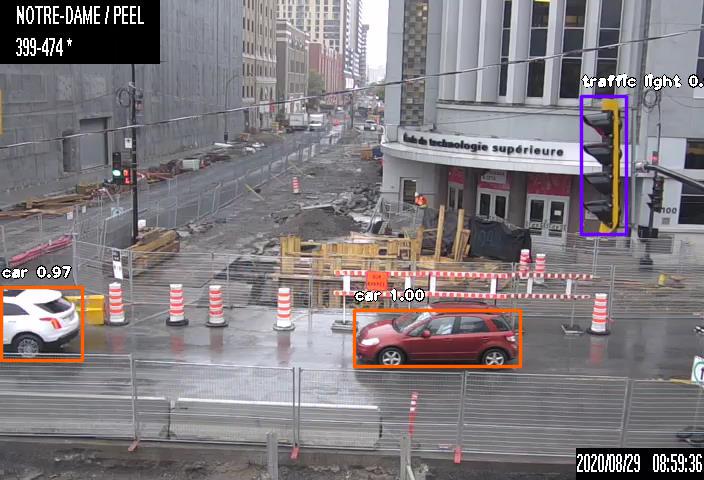 NOTRE-DAME / PEEL
399-474 *
traffic light 0.
École de technologie supérieure
100
car 0.97
car 1.00
2020/08/29 08:59:36